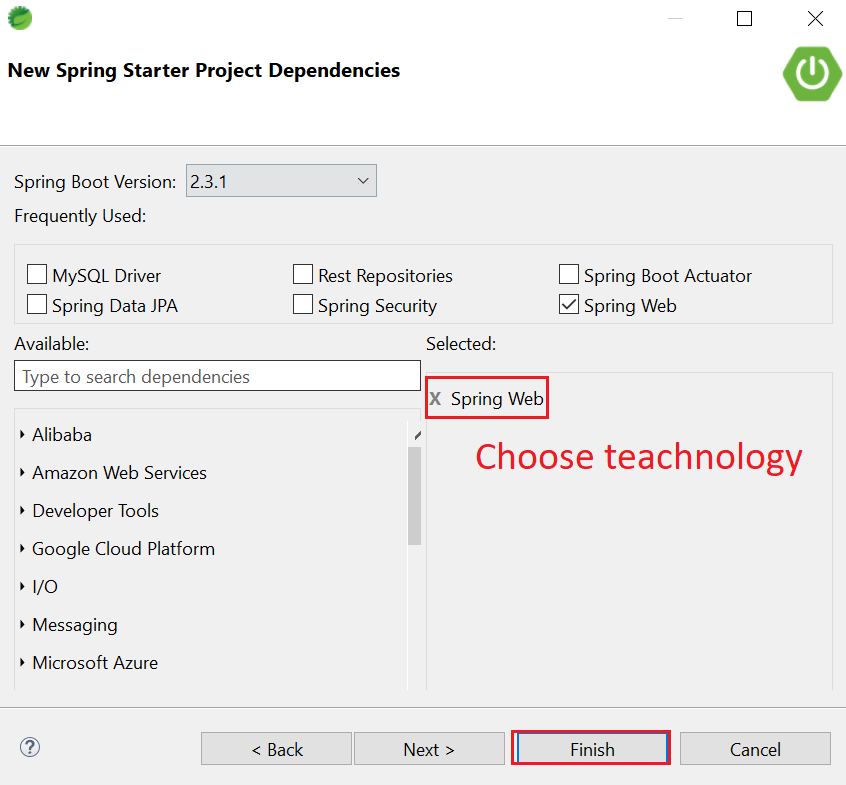 New Spring Starter Project Dependencies
Spring Boot Version: 2.3.1
Frequently Used:
MySQL Driver Rest Repositories Spring Boot Actuator
Spring Data JPA Spring Security Spring Web
Available: Selected:
Type to search dependencies
X Spring Web
Alibaba
Choose teachnology
Amazon Web Services
Developer Tools
Google Cloud Platform
I/O
Messaging
Microsoft Azure
? < Back Next > Finish Cancel